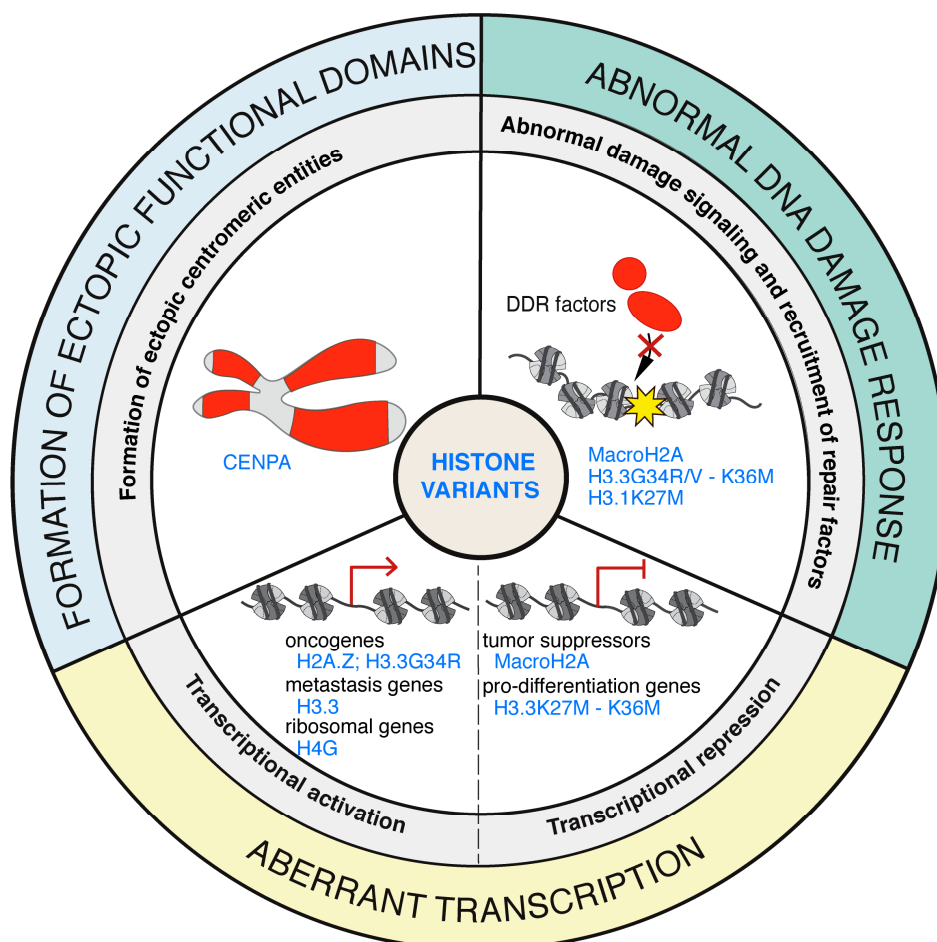 FORMATION OF ECTOPIC FUNCTIONAL DOMAINS
Formation of ectopic centromeric entities
CENPA
ABNORMAL DNA DAMAGE RESPONSE
Abnormal damage signaling and recruitment of repair factors
DDR factors
MacroH2A
H3.3G34R/V - K36M
H3.1K27M
HISTONE
VARIANTS
oncogenes
H2A.Z; H3.3G34R
metastasis genes
H3.3
ribosomal genes
H4G
Transcriptional activation
tumor suppressors
MacroH2A
pro-differentiation genes
H3.3K27M - K36M
Transcriptional repression
ABERRANT TRANSCRIPTION